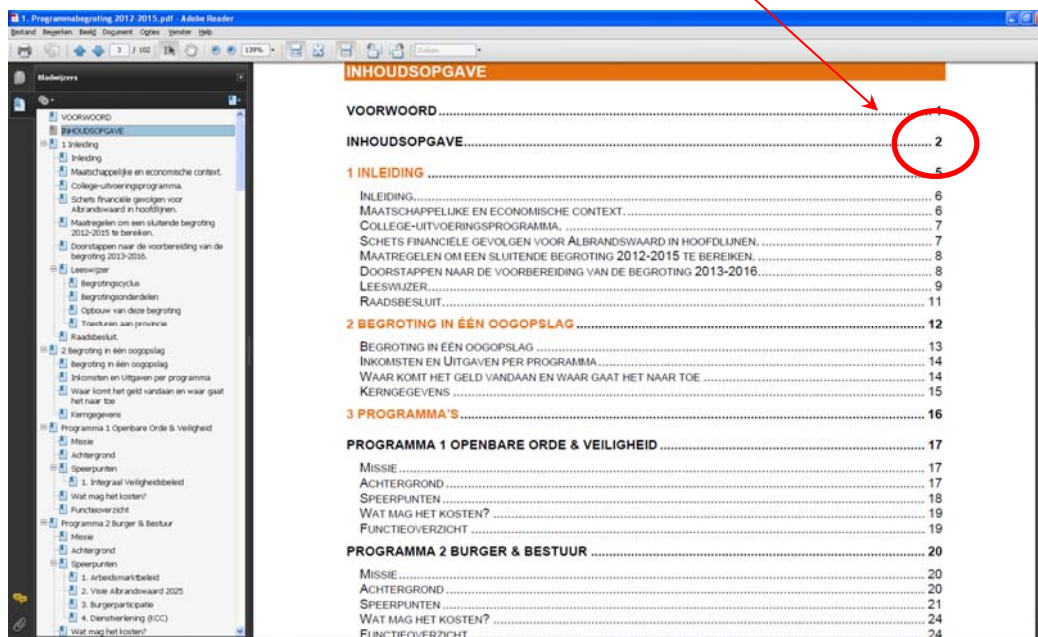 1. Programmabegroting 2012-2015.pdf - Adobe Reader
Bestand Bewerken Beeld Document Opties Venster Help
3 / 102 139% Zoeken
Bladwijzers
VOORWOORD
INHOUDSOPGAVE
1 Inleiding
Inleiding
Maatschappelijke en economische context.
College-uitvoeringsprogramma.
Schets financiële gevolgen voor
Albrandswaard in hoofdlijnen.
Maatregelen om een sluitende begroting
2012-2015 te bereiken.
Doorstappen naar de voorbereiding van de
begroting 2013-2016.
Leeswijzer
Begrotingscyclus
Begrotingsonderdelen
Opbouw van deze begroting
Toesturen aan provincie
Raadsbesluit.
2 Begroting in één oogopslag
Begroting in één oogopslag
Inkomsten en Uitgaven per programma
Waar komt het geld vandaan en waar gaat
het naar toe
Kerngegevens
Programma 1 Openbare Orde & Veiligheid
Missie
Achtergrond
Speerpunten
1. Integraal Veiligheidsbeleid
Wat mag het kosten?
Functieoverzicht
Programma 2 Burger & Bestuur
Missie
Achtergrond
Speerpunten
1. Arbeidsmarktbeleid
2. Visie Albrandswaard 2025
3. Burgerparticipatie
4. Dienstverlening (KCC)
Wat mag het kosten?
INHOUDSOPGAVE
VOORWOORD 1
INHOUDSOPGAVE 2
1 INLEIDING 5
INLEIDING 6
MAATSCHAPPELIJKE EN ECONOMISCHE CONTEXT. 6
COLLEGE-UITVOERINGSPROGRAMMA. 7
SCHETS FINANCIËLE GEVOLGEN VOOR ALBRANDSWAARD IN HOOFDLIJNEN. 7
MAATREGELEN OM EEN SLUITENDE BEGROTING 2012-2015 TE BEREIKEN. 8
DOORSTAPPEN NAAR DE VOORBEREIDING VAN DE BEGROTING 2013-2016. 8
LEESWIJZER 9
RAADSBESLUIT. 11
2 BEGROTING IN ÉÉN OOGOPSLAG 12
BEGROTING IN ÉÉN OOGOPSLAG 13
INKOMSTEN EN UITGAVEN PER PROGRAMMA 14
WAAR KOMT HET GELD VANDAAN EN WAAR GAAT HET NAAR TOE 14
KERNGEGEVENS 15
3 PROGRAMMA'S 16
PROGRAMMA 1 OPENBARE ORDE & VEILIGHEID 17
MISSIE 17
ACHTERGROND 17
SPEERPUNTEN 18
WAT MAG HET KOSTEN? 19
FUNCTIEOVERZICHT 19
PROGRAMMA 2 BURGER & BESTUUR 20
MISSIE 20
ACHTERGROND 20
SPEERPUNTEN 21
WAT MAG HET KOSTEN? 24
FUNCTIEOVERZICHT 24